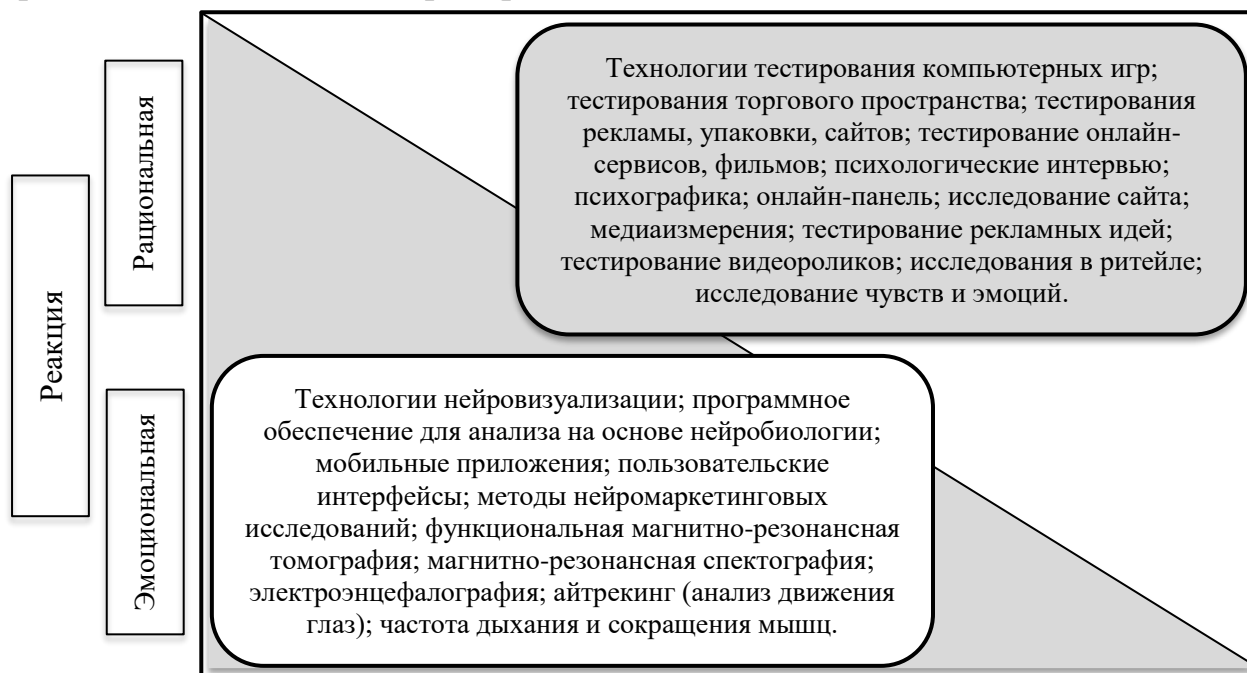 Реакция
Рациональная
Эмоциональная
Технологии тестирования компьютерных игр;
тестирования торгового пространства; тестирования
рекламы, упаковки, сайтов; тестирование онлайн-
сервисов, фильмов; психологические интервью;
психографика; онлайн-панель; исследование сайта;
медиаизмерения; тестирование рекламных идей;
тестирование видеороликов; исследования в ритейле;
исследование чувств и эмоций.
Технологии нейровизуализации; программное
обеспечение для анализа на основе нейробиологии;
мобильные приложения; пользовательские
интерфейсы; методы нейромаркетинговых
исследований; функциональная магнитно-резонансная
томография; магнитно-резонансная спектография;
электроэнцефалография; айтрекинг (анализ движения
глаз); частота дыхания и сокращения мышц.